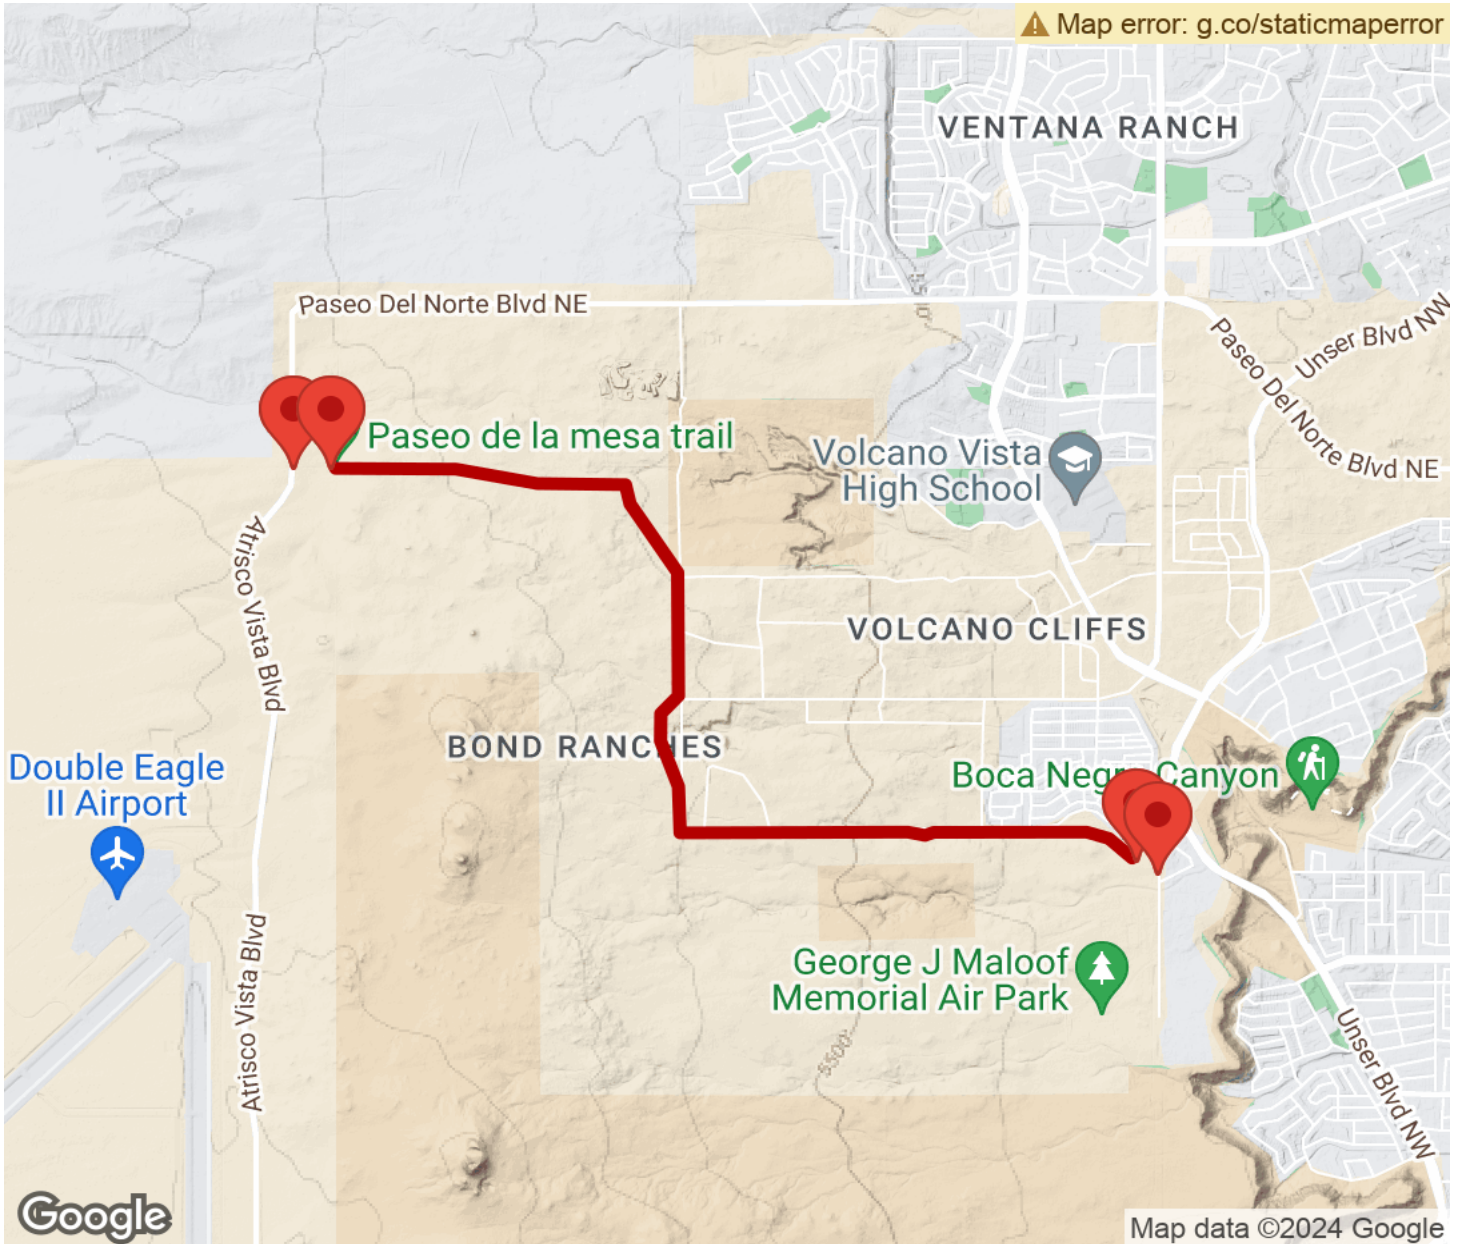 Map error: g.co/staticmaperror
VENTANA RANCH
Paseo Del Norte Blvd NE
5510'
Unser Blvd NW
Paseo Del Norte Blvd NE
Paseo de la mesa trail
Volcano Vista
High School
Atrisco Vista Blvd
VOLCANO CLIFFS
BOND RANCHES
Double Eagle
II Airport
Boca Negra Canyon
Atrisco Vista Blvd
George J Maloof
Memorial Air Park
5500'
Unser Blvd NW
Google
Map data ©2024 Google